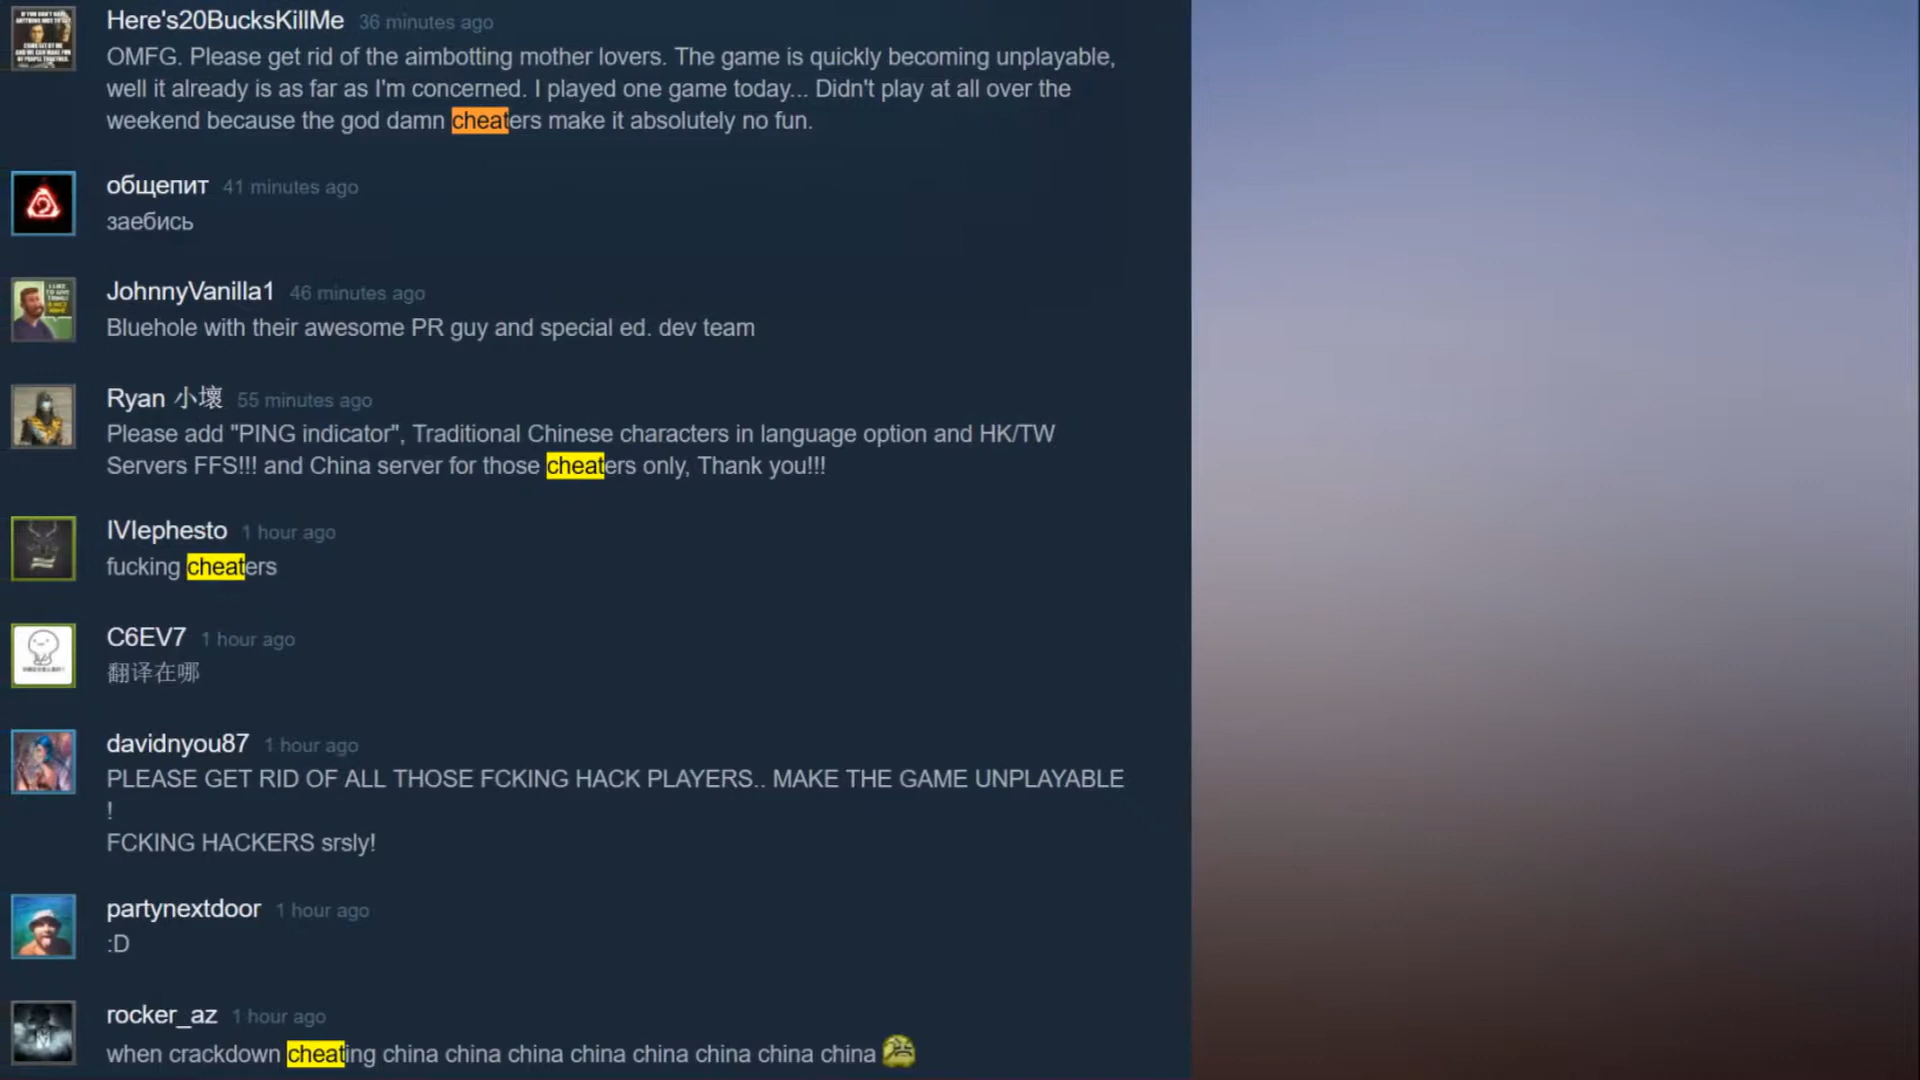 Here's20BucksKillMe 36 minutes ago
OMFG. Please get rid of the aimbotting mother lovers. The game is quickly becoming unplayable,
well it already is as far as I'm concerned. I played one game today... Didn't play at all over the
weekend because the god damn cheaters make it absolutely no fun.
общепит 41 minutes ago
заебись
JohnnyVanilla1 46 minutes ago
Bluehole with their awesome PR guy and special ed. dev team
Ryan 小壞 55 minutes ago
Please add "PING indicator", Traditional Chinese characters in language option and HK/TW
Servers FFS!!! and China server for those cheaters only, Thank you!!!
IVIephesto 1 hour ago
fucking cheaters
C6EV7 1 hour ago
翻译在哪
davidnyou87 1 hour ago
PLEASE GET RID OF ALL THOSE FCKING HACK PLAYERS.. MAKE THE GAME UNPLAYABLE
!
FCKING HACKERS srsly!
partynextdoor 1 hour ago
:D
rocker_az 1 hour ago
when crackdown cheating china china china china china china china china